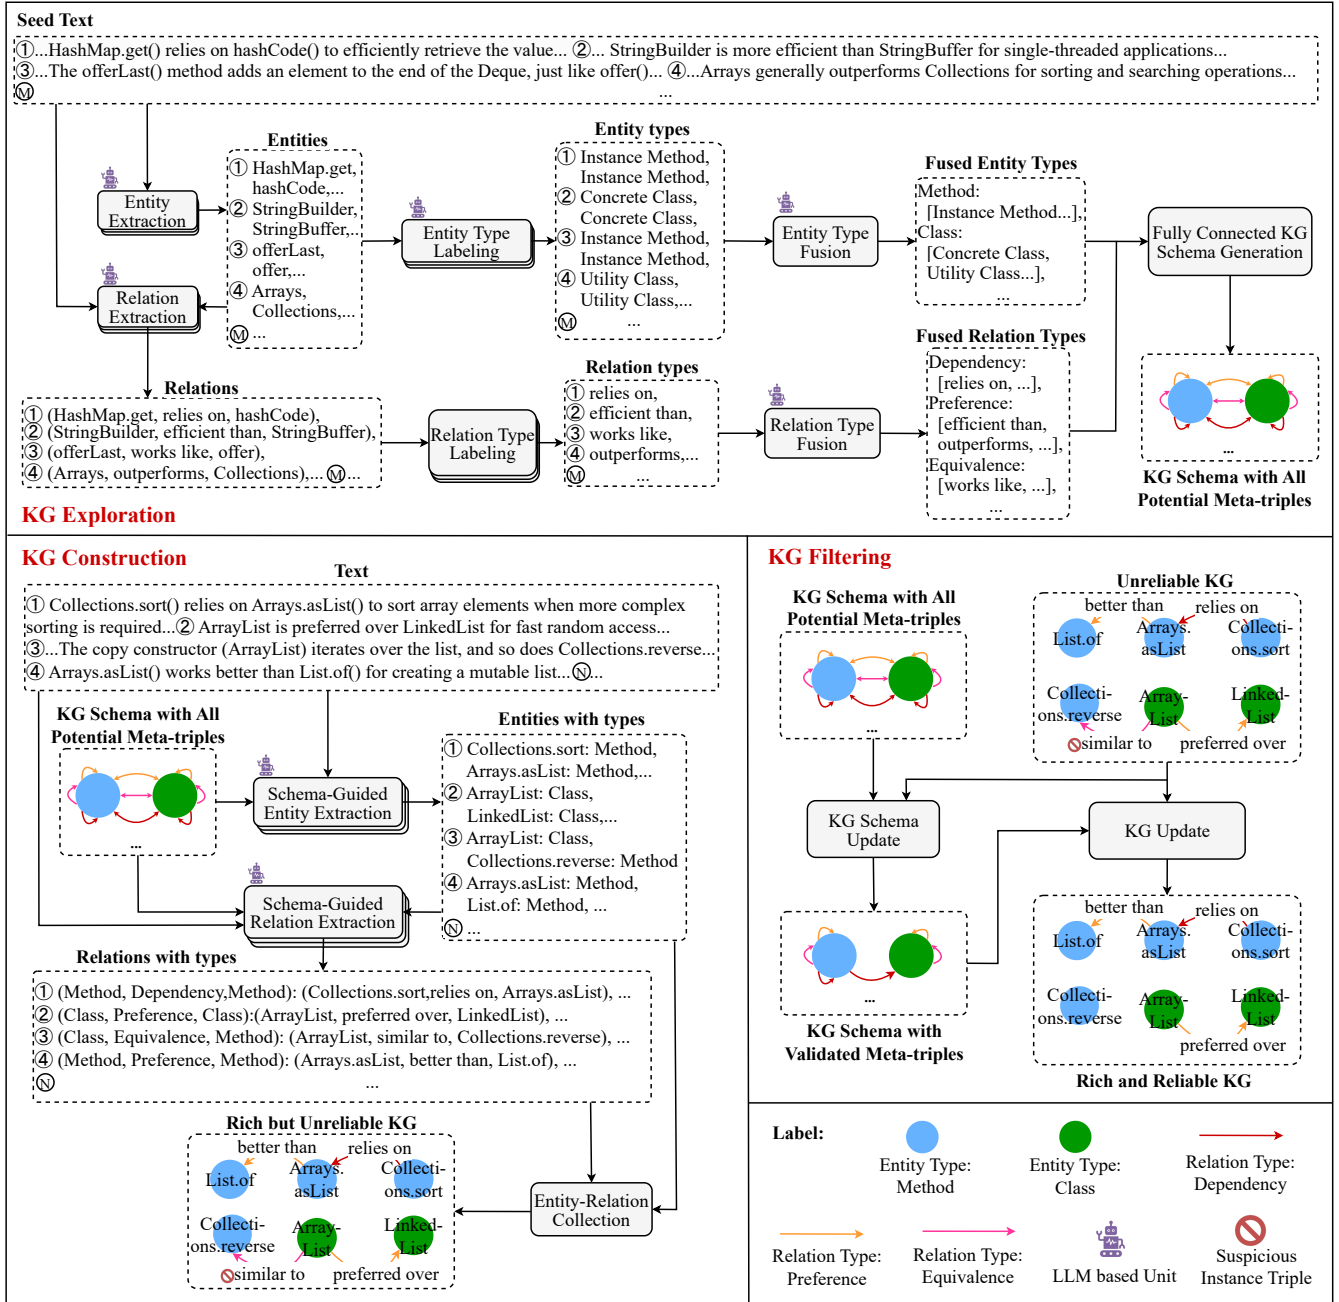 Seed Text
①...HashMap.get() relies on hashCode() to efficiently retrieve the value... ②... StringBuilder is more efficient than StringBuffer for single-threaded applications...
③...The offerLast() method adds an element to the end of the Deque, just like offer()... ④...Arrays generally outperforms Collections for sorting and searching operations...
Ⓜ ...
Entity
Extraction
Relation
Extraction
Entities
① HashMap.get,
hashCode,...
② StringBuilder,
StringBuffer,..
③ offerLast,
offer,...
④ Arrays,
Collections,...
Ⓜ ...
Entity Type
Labeling
Entity types
① Instance Method,
Instance Method,
② Concrete Class,
Concrete Class,
③ Instance Method,
Instance Method,
④ Utility Class,
Utility Class,...
Ⓜ ...
Entity Type
Fusion
Fused Entity Types
Method:
[Instance Method...],
Class:
[Concrete Class,
Utility Class...],
...
Fully Connected KG
Schema Generation
Relations
① (HashMap.get, relies on, hashCode),
② (StringBuilder, efficient than, StringBuffer),
③ (offerLast, works like, offer),
④ (Arrays, outperforms, Collections),... Ⓜ ...
Relation Type
Labeling
Relation types
① relies on,
② efficient than,
③ works like,
④ outperforms,...
Ⓜ ...
Relation Type
Fusion
Fused Relation Types
Dependency:
[relies on, ...],
Preference:
[efficient than,
outperforms, ...],
Equivalence:
[works like, ...],
...
...
KG Schema with All
Potential Meta-triples
KG Exploration
KG Construction
Text
① Collections.sort() relies on Arrays.asList() to sort array elements when more complex
sorting is required... ② ArrayList is preferred over LinkedList for fast random access...
③...The copy constructor (ArrayList) iterates over the list, and so does Collections.reverse...
④ Arrays.asList() works better than List.of() for creating a mutable list... Ⓝ...
KG Schema with All
Potential Meta-triples
...
Schema-Guided
Entity Extraction
Schema-Guided
Relation Extraction
Entities with types
① Collections.sort: Method,
Arrays.asList: Method,...
② ArrayList: Class,
LinkedList: Class,...
③ ArrayList: Class,
Collections.reverse: Method
④ Arrays.asList: Method,
List.of: Method, ...
Ⓝ ...
Relations with types
① (Method, Dependency,Method): (Collections.sort,relies on, Arrays.asList), ...
② (Class, Preference, Class):(ArrayList, preferred over, LinkedList), ...
③ (Class, Equivalence, Method): (ArrayList, similar to, Collections.reverse), ...
④ (Method, Preference, Method): (Arrays.asList, better than, List.of), ...
Ⓝ ...
Rich but Unreliable KG
better than relies on
List.of Arrays.asList Collecti-ons.sort
Collecti-ons.reverse Array-List Linked-List
similar to preferred over
Entity-Relation
Collection
KG Filtering
KG Schema with All
Potential Meta-triples
...
KG Schema
Update
...
KG Schema with
Validated Meta-triples
Unreliable KG
better than relies on
List.of Arrays.asList Collecti-ons.sort
Collecti-ons.reverse Array-List Linked-List
similar to preferred over
KG Update
better than relies on
List.of Arrays.asList Collecti-ons.sort
Collecti-ons.reverse Array-List Linked-List
preferred over
Rich and Reliable KG
Label:
Entity Type:
Method
Entity Type:
Class
Relation Type:
Dependency
Relation Type:
Preference
Relation Type:
Equivalence
LLM based Unit
Suspicious
Instance Triple